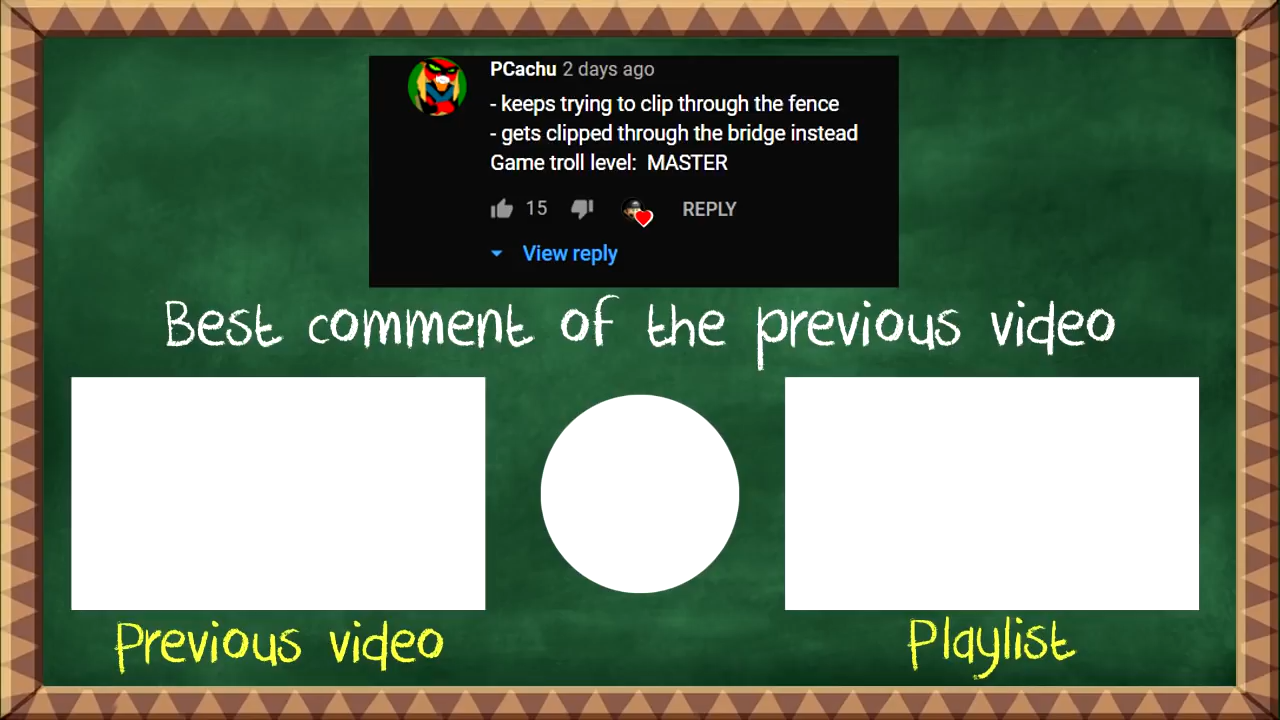 PCachu 2 days ago
- keeps trying to clip through the fence
- gets clipped through the bridge instead
Game troll level:  MASTER
15 REPLY
View reply
Best comment of the previous video
Previous video
Playlist